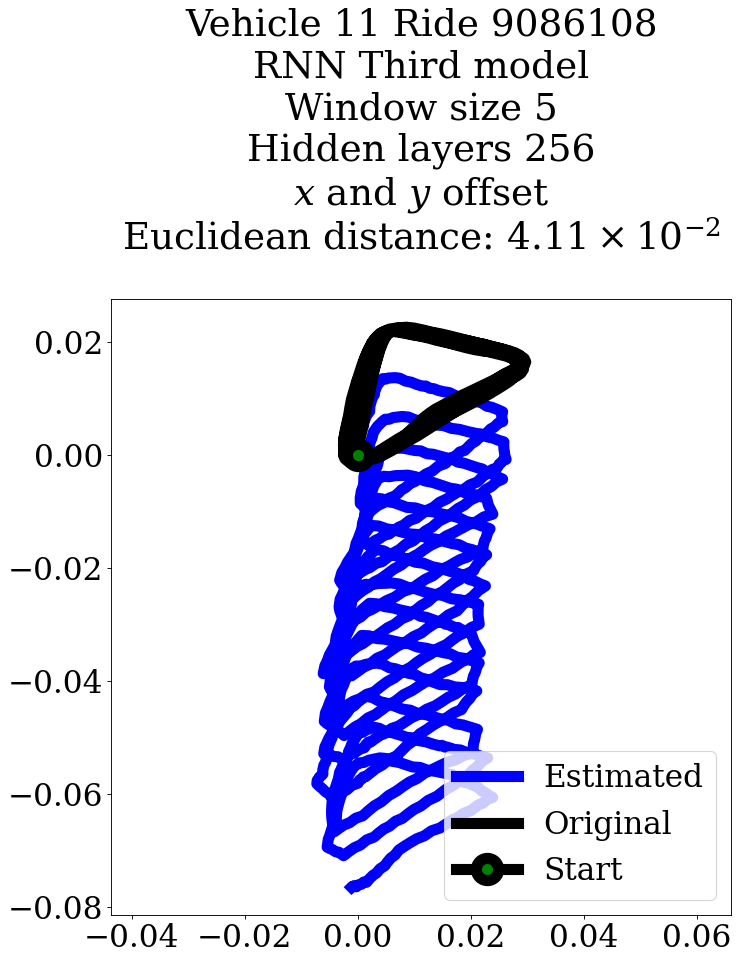 Vehicle 11 Ride 9086108
RNN Third model
Window size 5
Hidden layers 256
x and y offset
Euclidean distance: 4.11 × 10⁻²
0.02
0.00
−0.02
−0.04
−0.06
−0.08
−0.04
−0.02
0.00
0.02
0.04
0.06
Estimated
Original
Start